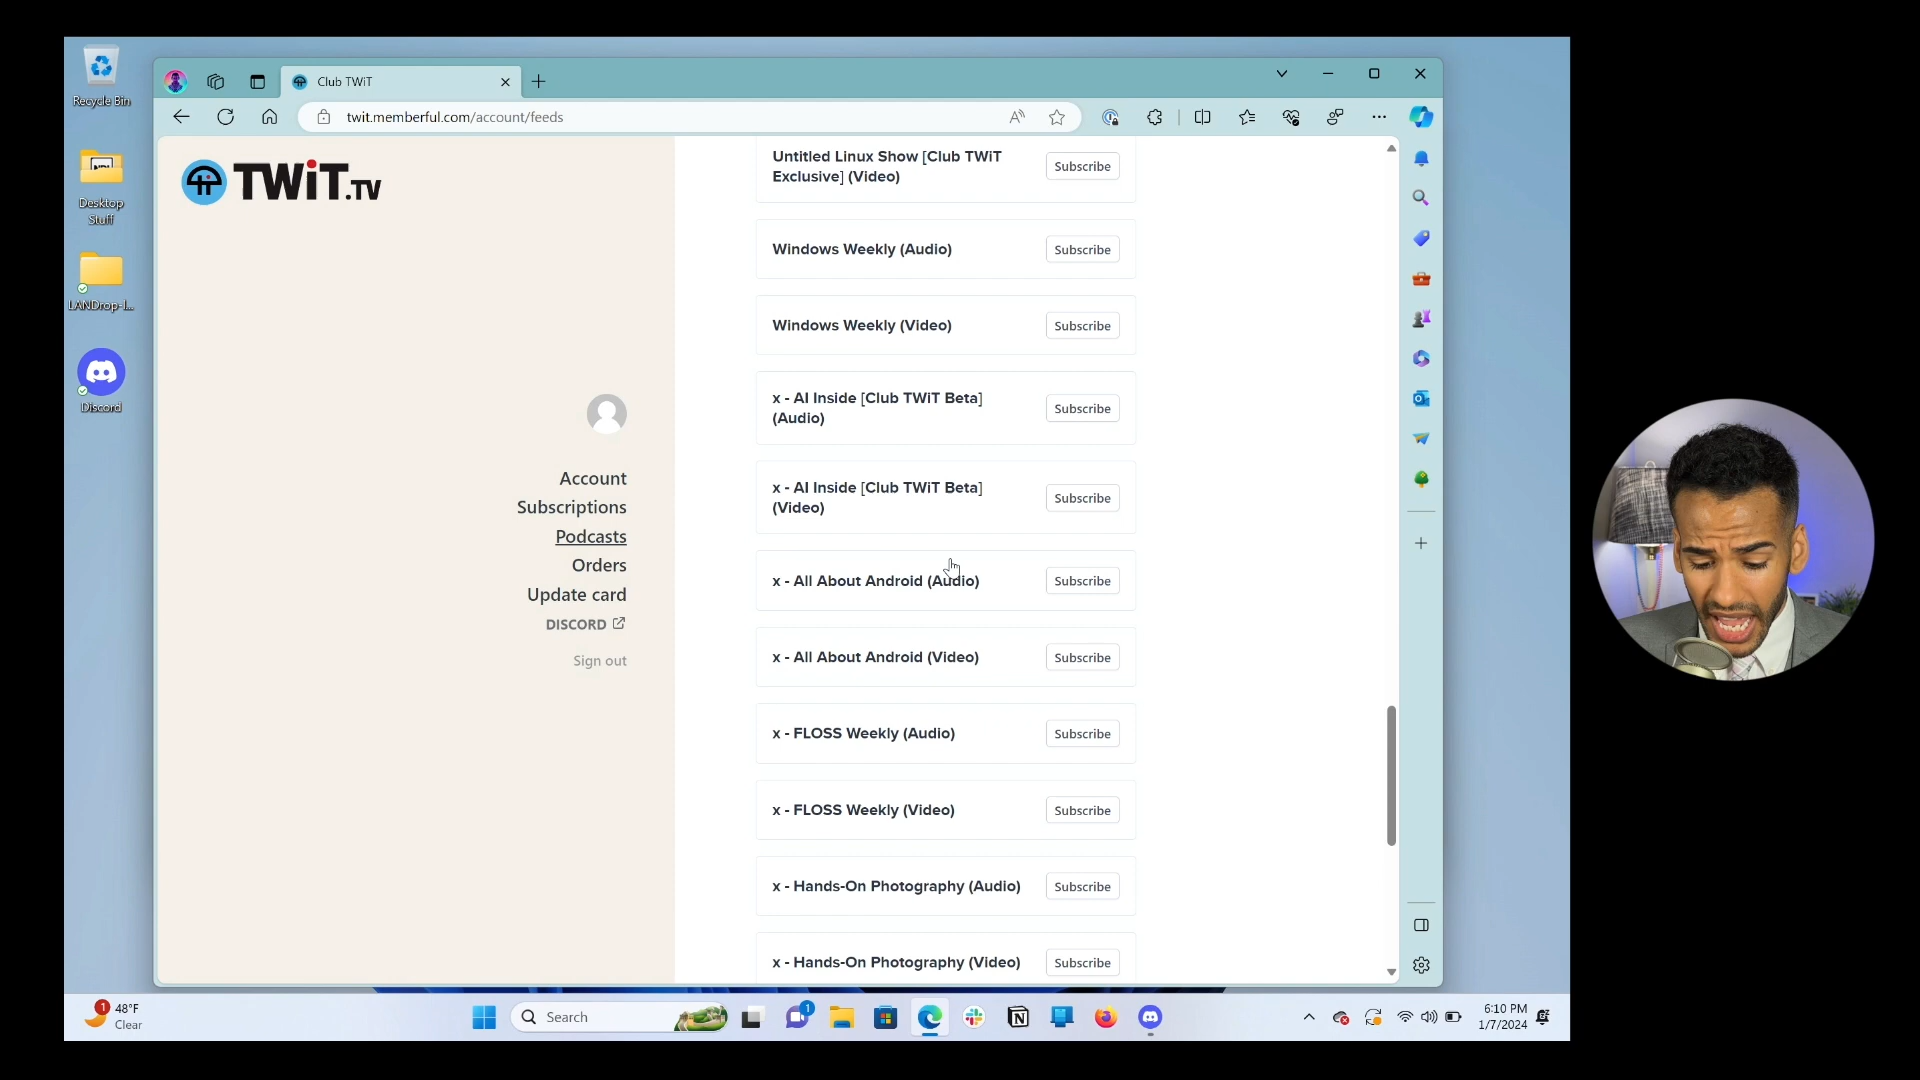 Recycle Bin
Desktop
Stuff
LANDrop-l...
Discord
Club TWiT
twit.memberful.com/account/feeds
TWiT.TV
Account
Subscriptions
Podcasts
Orders
Update card
DISCORD
Sign out
Untitled Linux Show [Club TWiT
Exclusive] (Video)
Subscribe
Windows Weekly (Audio)
Subscribe
Windows Weekly (Video)
Subscribe
x - AI Inside [Club TWiT Beta]
(Audio)
Subscribe
x - AI Inside [Club TWiT Beta]
(Video)
Subscribe
x - All About Android (Audio)
Subscribe
x - All About Android (Video)
Subscribe
x - FLOSS Weekly (Audio)
Subscribe
x - FLOSS Weekly (Video)
Subscribe
x - Hands-On Photography (Audio)
Subscribe
x - Hands-On Photography (Video)
Subscribe
1
48°F
Clear
Search
1
6:10 PM
1/7/2024